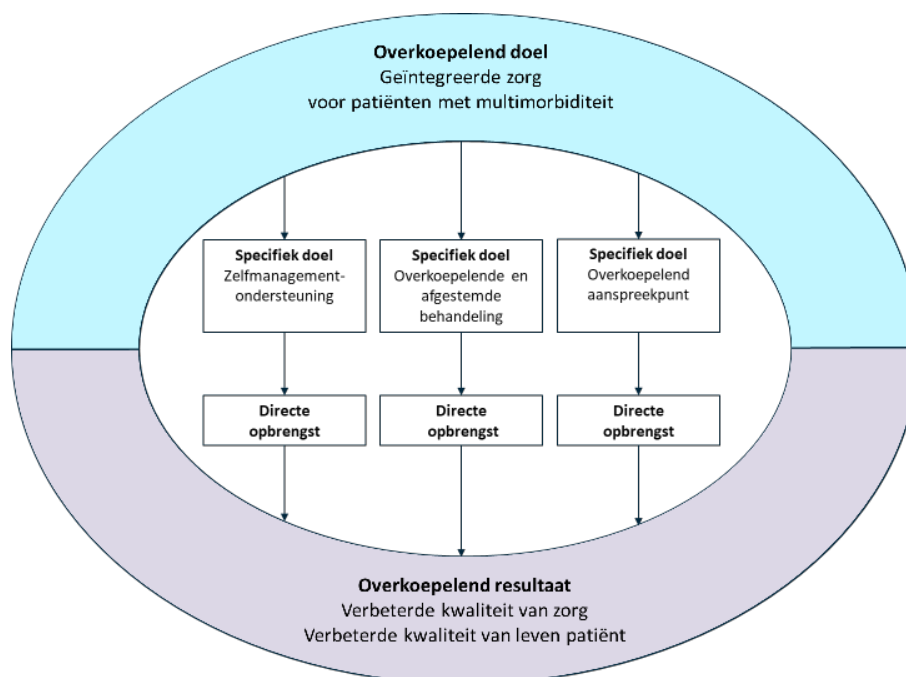 Overkoepelend doel
Geïntegreerde zorg
voor patiënten met multimorbiditeit
Specifiek doel
Zelfmanagement-
ondersteuning
Specifiek doel
Overkoepelende en
afgestemde
behandeling
Specifiek doel
Overkoepelend
aanspreekpunt
Directe
opbrengst
Directe
opbrengst
Directe
opbrengst
Overkoepelend resultaat
Verbeterde kwaliteit van zorg
Verbeterde kwaliteit van leven patiënt